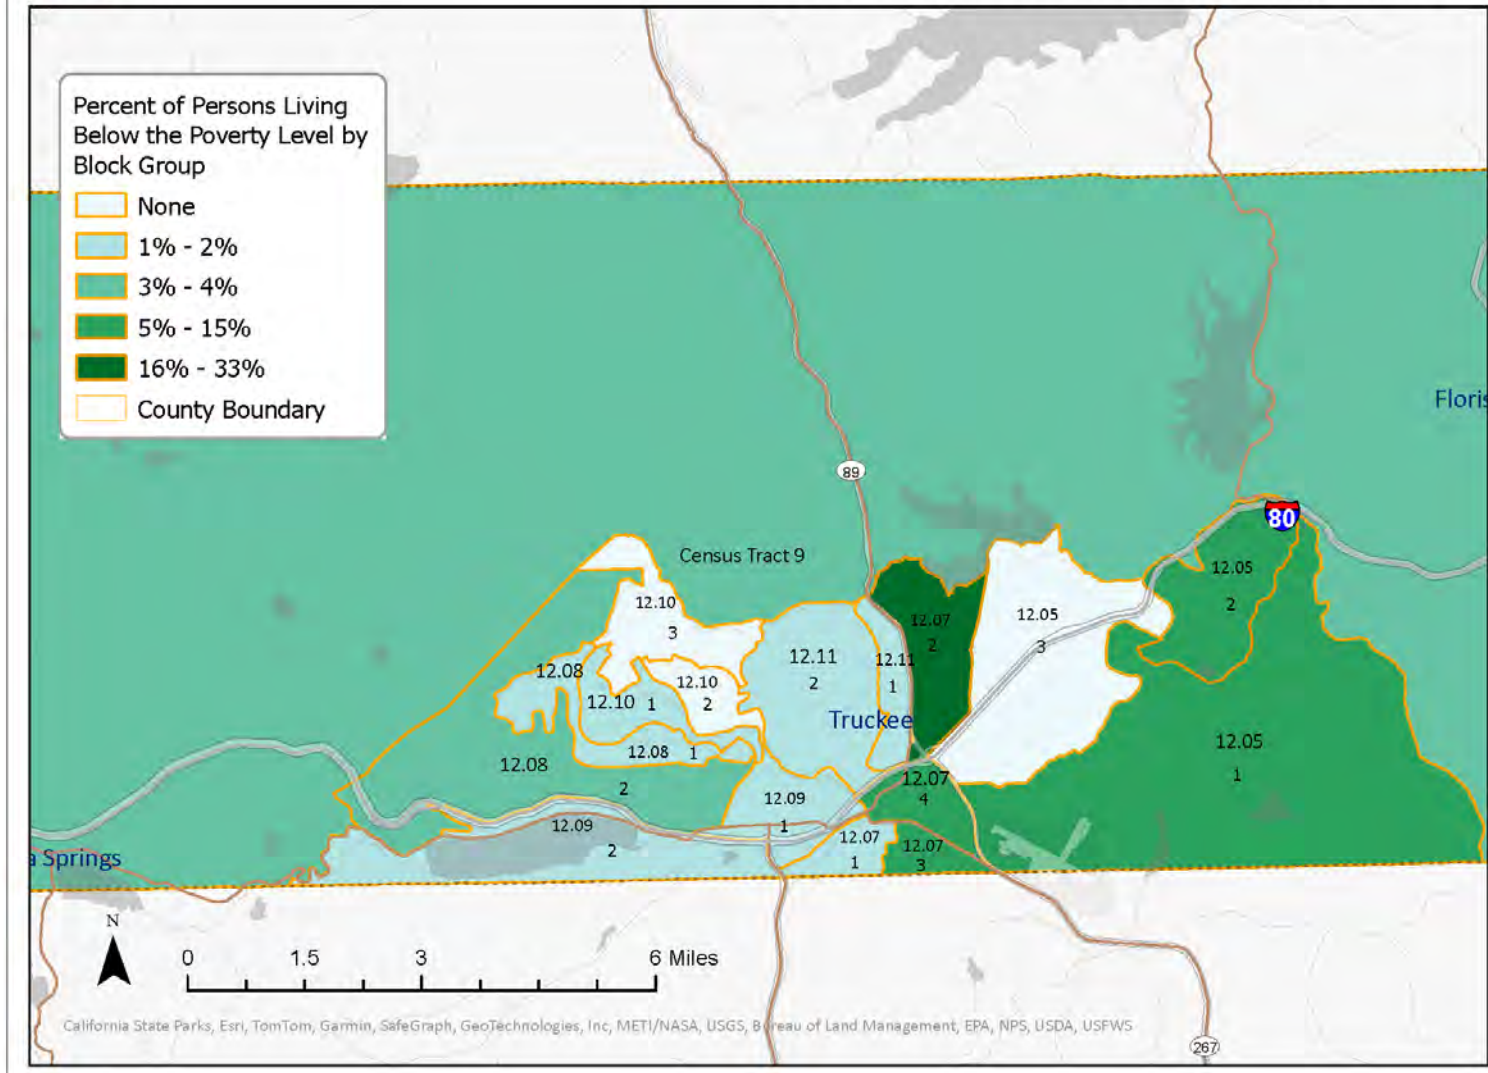 Percent of Persons Living
Below the Poverty Level by
Block Group
None
1% - 2%
3% - 4%
5% - 15%
16% - 33%
County Boundary
Floris
89
80
Census Tract 9
12.05
2
12.10
3
12.07
2
12.05
3
12.11
2
12.11
1
12.08
12.10 1
12.10
2
Truckee
12.08 1
12.05
1
12.08
2
12.07
4
12.09
1
12.09
2
12.07
1
12.07
3
a Springs
N
0 1.5 3 6 Miles
California State Parks, Esri, TomTom, Garmin, SafeGraph, GeoTechnologies, Inc, METI/NASA, USGS, Bureau of Land Management, EPA, NPS, USDA, USFWS
267